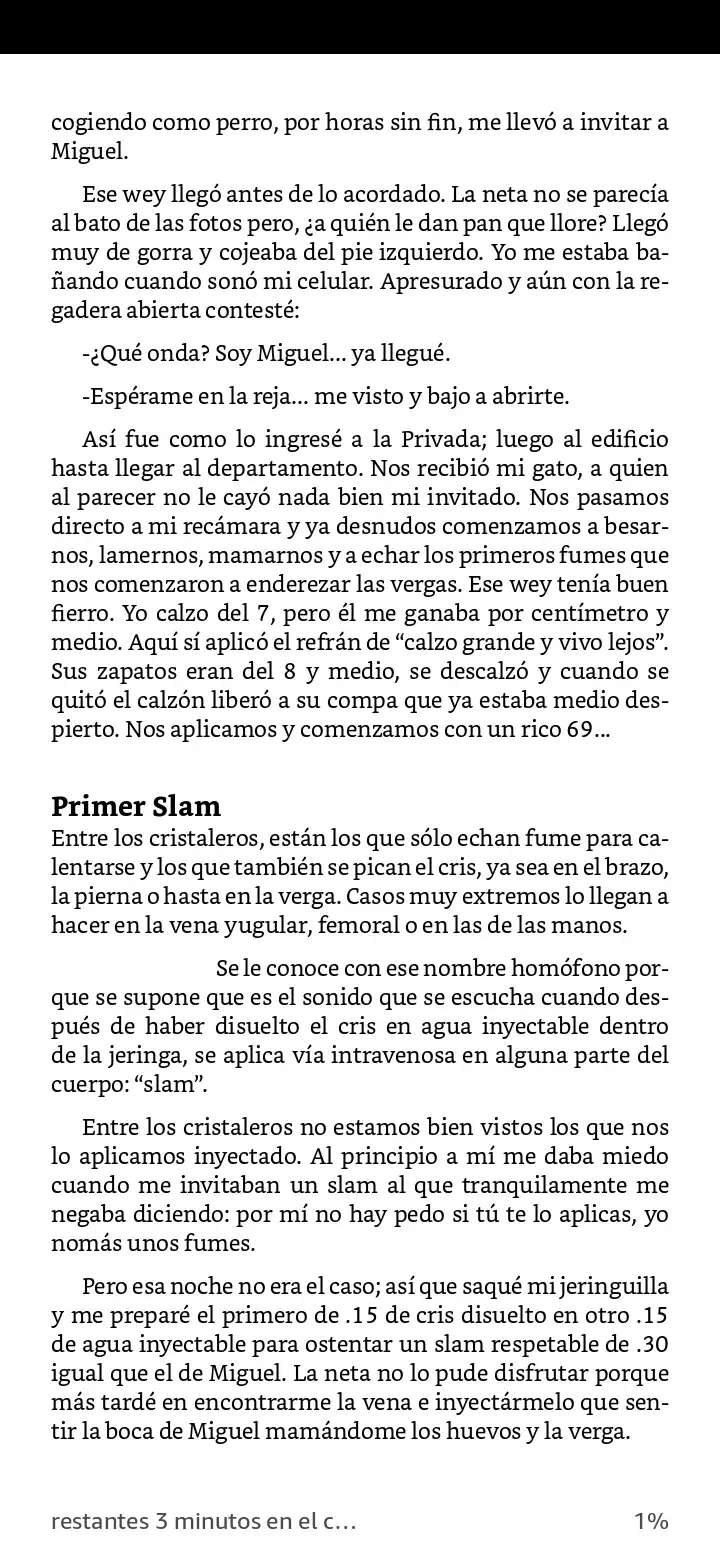 cogiendo como perro, por horas sin fin, me llevó a invitar a
Miguel.
Ese wey llegó antes de lo acordado. La neta no se parecía
al bato de las fotos pero, ¿a quién le dan pan que llore? Llegó
muy de gorra y cojeaba del pie izquierdo. Yo me estaba ba-
ñando cuando sonó mi celular. Apresurado y aún con la re-
gadera abierta contesté:
-¿Qué onda? Soy Miguel... ya llegué.
-Espérame en la reja... me visto y bajo a abrirte.
Así fue como lo ingresé a la Privada; luego al edificio
hasta llegar al departamento. Nos recibió mi gato, a quien
al parecer no le cayó nada bien mi invitado. Nos pasamos
directo a mi recámara y ya desnudos comenzamos a besar-
nos, lamernos, mamarnos y a echar los primeros fumes que
nos comenzaron a enderezar las vergas. Ese wey tenía buen
fierro. Yo calzo del 7, pero él me ganaba por centímetro y
medio. Aquí sí aplicó el refrán de “calzo grande y vivo lejos”.
Sus zapatos eran del 8 y medio, se descalzó y cuando se
quitó el calzón liberó a su compa que ya estaba medio des-
pierto. Nos aplicamos y comenzamos con un rico 69...
Primer Slam
Entre los cristaleros, están los que sólo echan fume para ca-
lentarse y los que también se pican el cris, ya sea en el brazo,
la pierna o hasta en la verga. Casos muy extremos lo llegan a
hacer en la vena yugular, femoral o en las de las manos.
Se le conoce con ese nombre homófono por-
que se supone que es el sonido que se escucha cuando des-
pués de haber disuelto el cris en agua inyectable dentro
de la jeringa, se aplica vía intravenosa en alguna parte del
cuerpo: “slam”.
Entre los cristaleros no estamos bien vistos los que nos
lo aplicamos inyectado. Al principio a mí me daba miedo
cuando me invitaban un slam al que tranquilamente me
negaba diciendo: por mí no hay pedo si tú te lo aplicas, yo
nomás unos fumes.
Pero esa noche no era el caso; así que saqué mi jeringuilla
y me preparé el primero de .15 de cris disuelto en otro .15
de agua inyectable para ostentar un slam respetable de .30
igual que el de Miguel. La neta no lo pude disfrutar porque
más tardé en encontrarme la vena e inyectármelo que sen-
tir la boca de Miguel mamándome los huevos y la verga.
restantes 3 minutos en el c... 1%